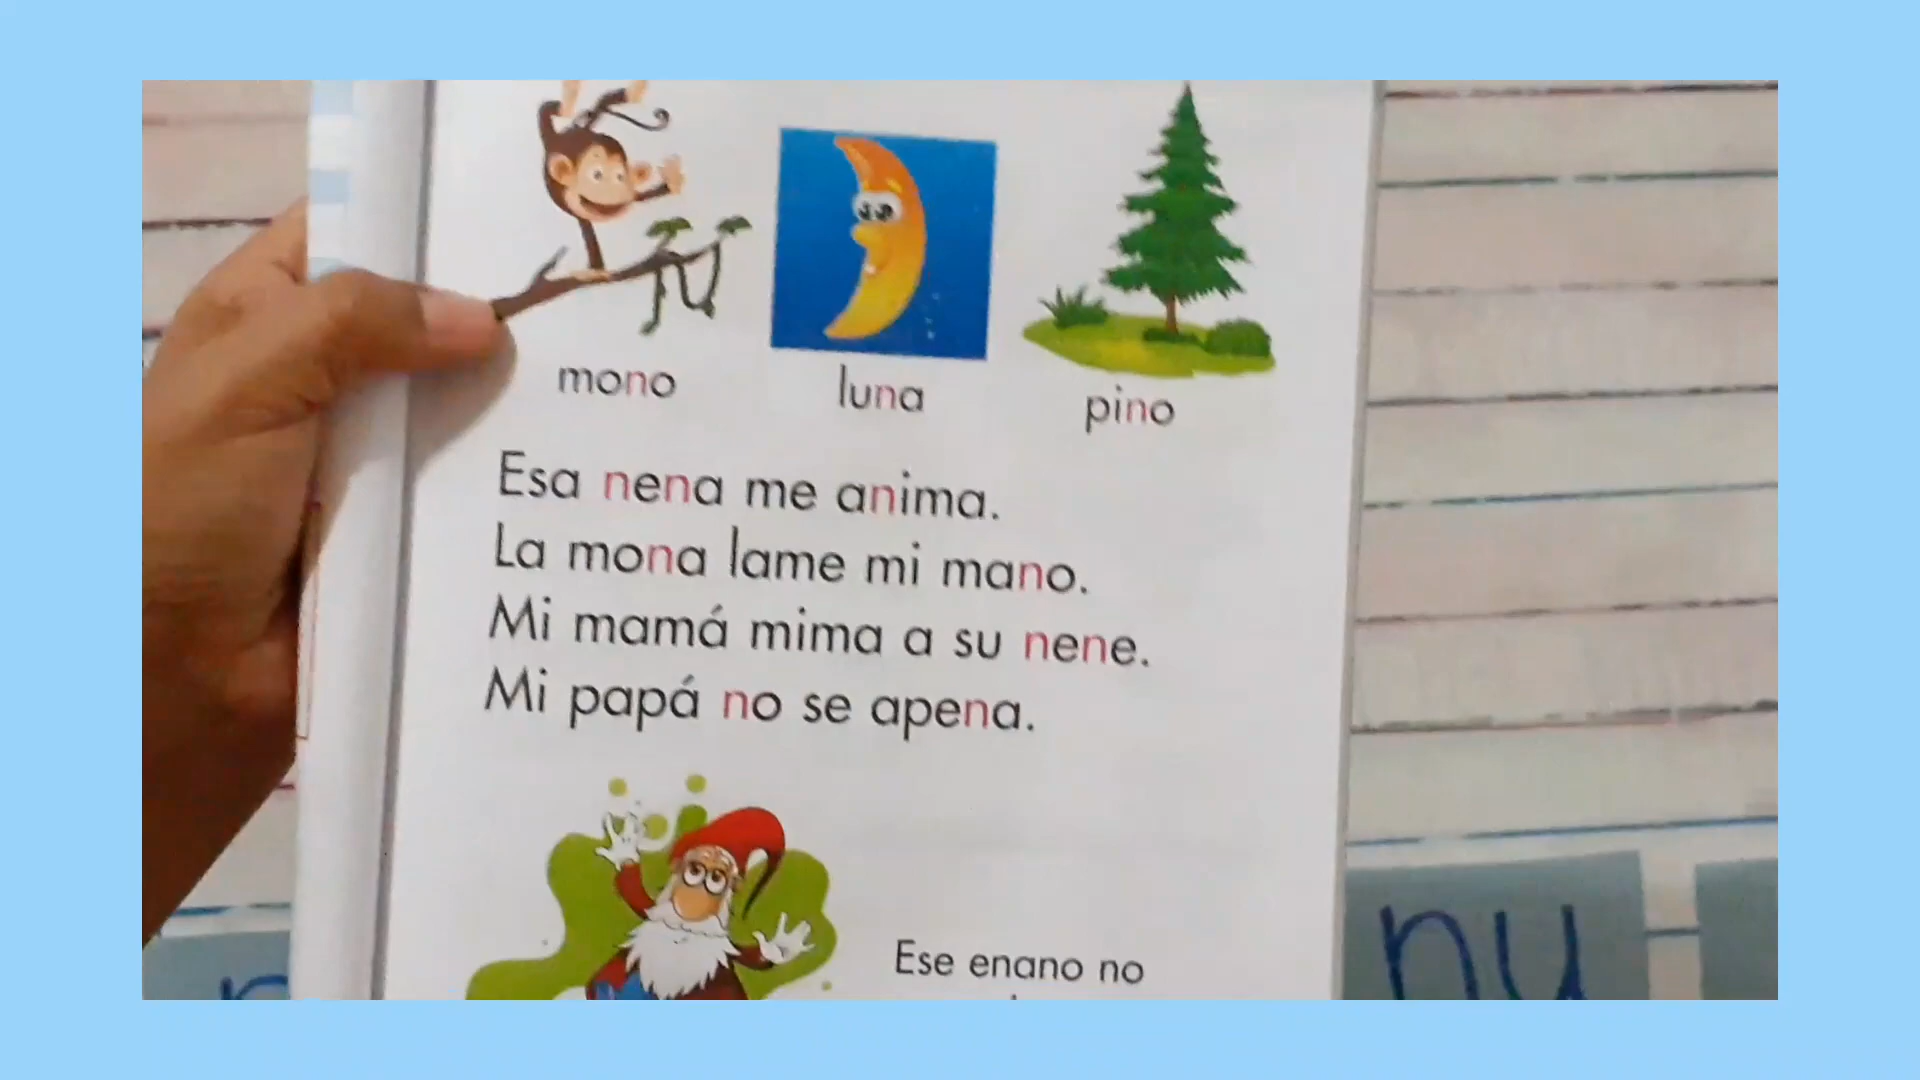 mono luna pino
Esa nena me anima.
La mona lame mi mano.
Mi mamá mima a su nene.
Mi papá no se apena.
Ese enano no
nu